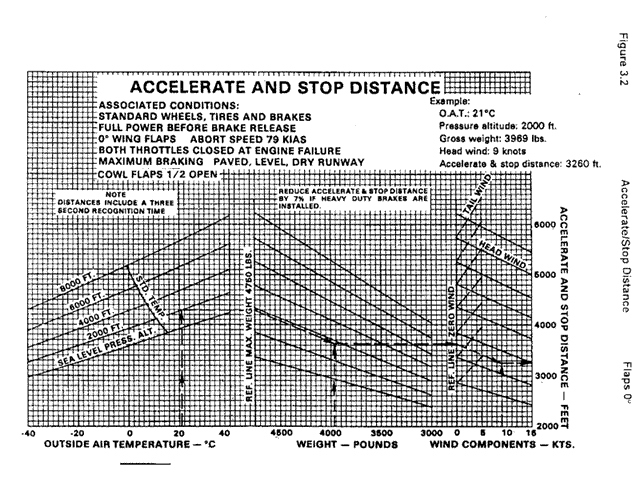 Figure 3.2
ACCELERATE AND STOP DISTANCE
ASSOCIATED CONDITIONS:
STANDARD WHEELS, TIRES AND BRAKES
FULL POWER BEFORE BRAKE RELEASE
0° WING FLAPS ABORT SPEED 79 KIAS
BOTH THROTTLES CLOSED AT ENGINE FAILURE
MAXIMUM BRAKING PAVED, LEVEL, DRY RUNWAY
COWL FLAPS 1/2 OPEN
Example:
O.A.T.: 21°C
Pressure altitude: 2000 ft.
Gross weight: 3969 lbs.
Head wind: 9 knots
Accelerate & stop distance: 3260 ft.
NOTE
DISTANCES INCLUDE A THREE
SECOND RECOGNITION TIME
REDUCE ACCELERATE & STOP DISTANCE
BY 7% IF HEAVY DUTY BRAKES ARE
INSTALLED.
TAIL WIND
HEAD WIND
8000 FT.
6000 FT.
4000 FT.
2000 FT.
SEA LEVEL PRESS. ALT.
STD. TEMP.
REF. LINE MAX. WEIGHT 4750 LBS.
REF. LINE ZERO WIND
6000
5000
4000
3000
2000
ACCELERATE AND STOP DISTANCE — FEET
-40 -20 0 20 40
OUTSIDE AIR TEMPERATURE — °C
4500 4000 3500 3000
WEIGHT — POUNDS
0 5 10 15
WIND COMPONENTS — KTS.
Accelerate/Stop Distance
Flaps 0°